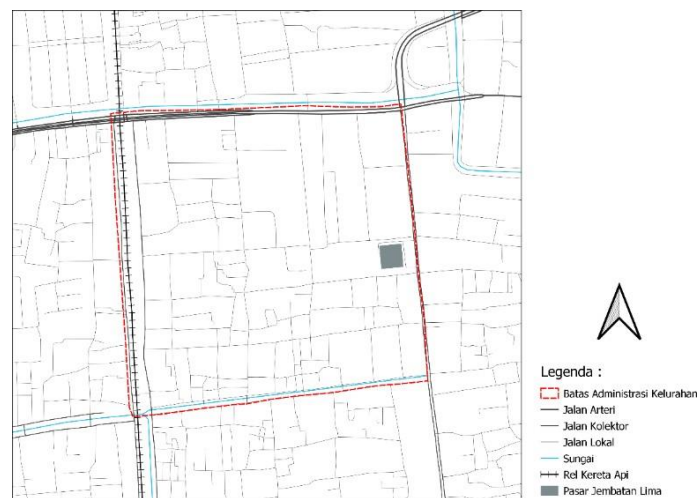 Legenda :
Batas Administrasi Kelurahan
Jalan Arteri
Jalan Kolektor
Jalan Lokal
Sungai
Rel Kereta Api
Pasar Jembatan Lima